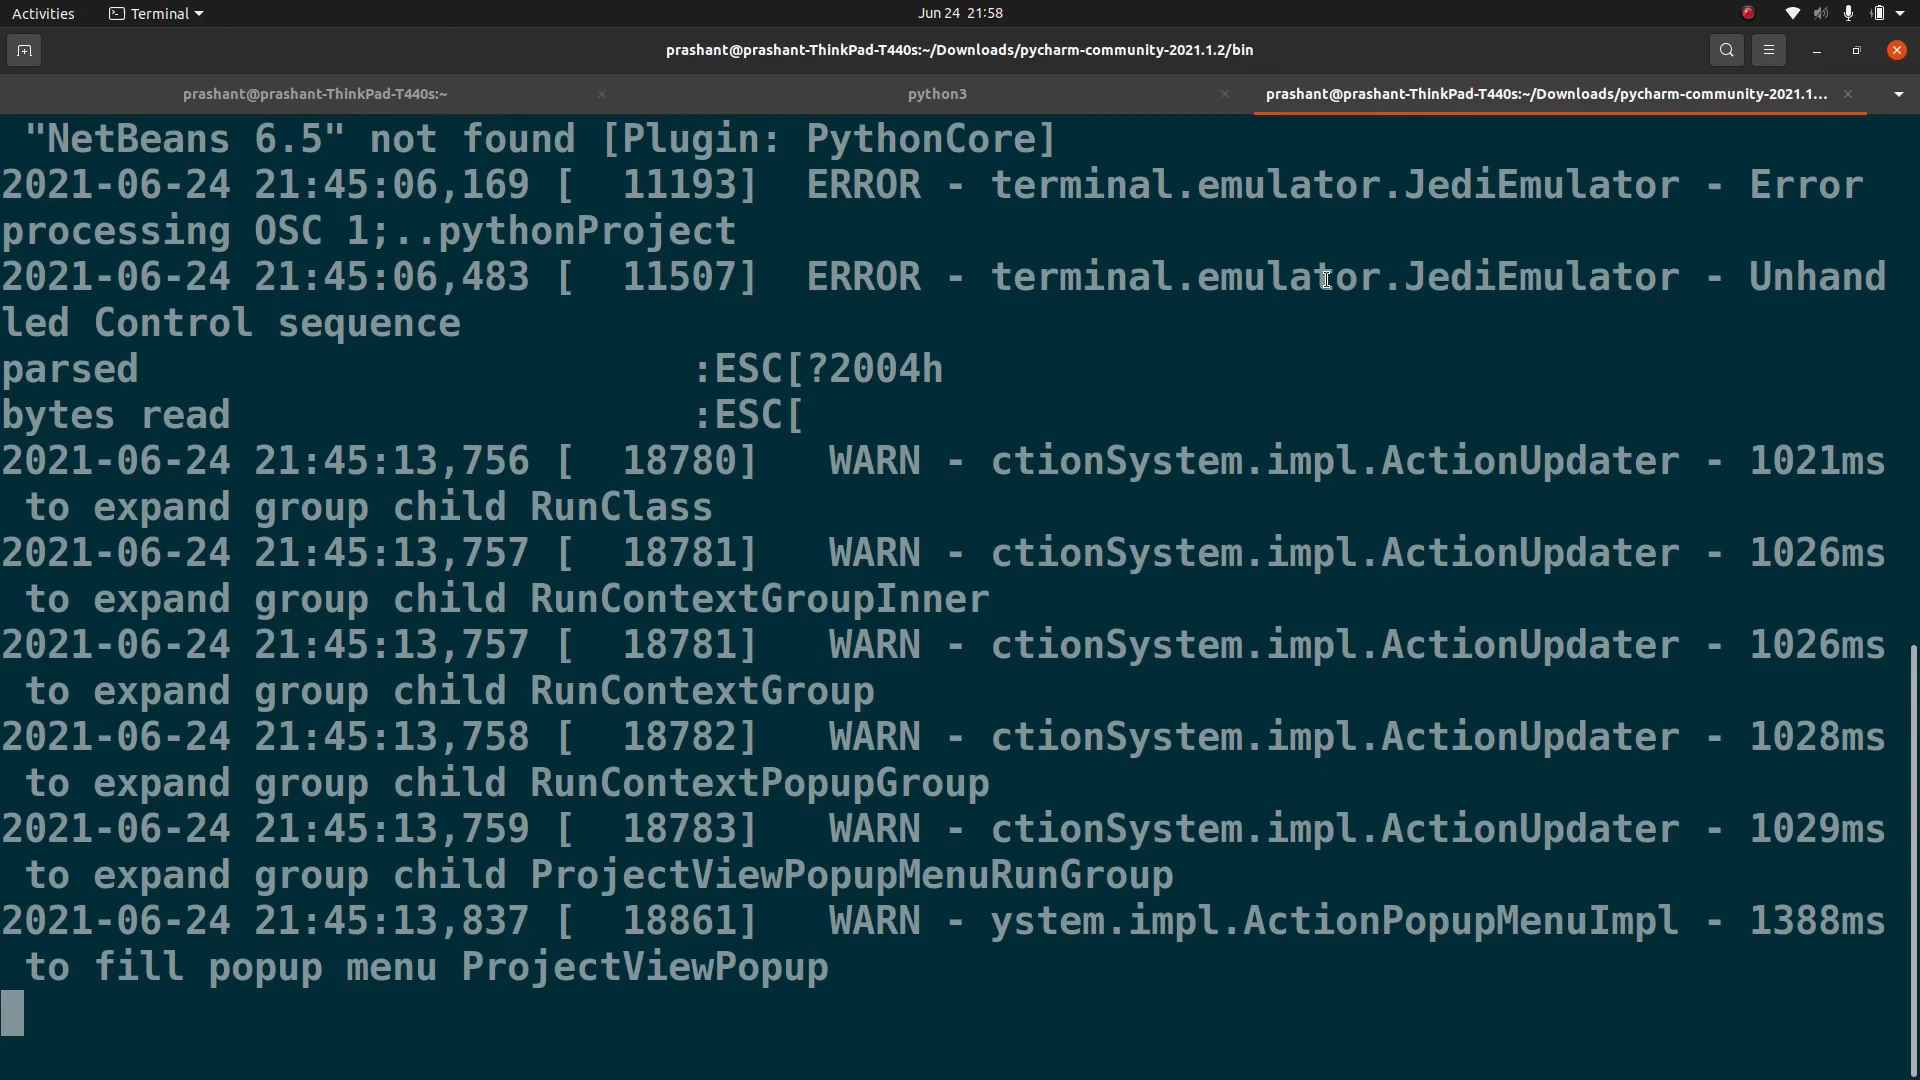 Activities Terminal Jun 24 21:58
prashant@prashant-ThinkPad-T440s:~/Downloads/pycharm-community-2021.1.2/bin
prashant@prashant-ThinkPad-T440s:~ python3 prashant@prashant-ThinkPad-T440s:~/Downloads/pycharm-community-2021.1...
"NetBeans 6.5" not found [Plugin: PythonCore]
2021-06-24 21:45:06,169 [  11193]  ERROR - terminal.emulator.JediEmulator - Error
processing OSC 1;..pythonProject
2021-06-24 21:45:06,483 [  11507]  ERROR - terminal.emulator.JediEmulator - Unhand
led Control sequence
parsed                        :ESC[?2004h
bytes read                    :ESC[
2021-06-24 21:45:13,756 [  18780]   WARN - ctionSystem.impl.ActionUpdater - 1021ms
to expand group child RunClass
2021-06-24 21:45:13,757 [  18781]   WARN - ctionSystem.impl.ActionUpdater - 1026ms
to expand group child RunContextGroupInner
2021-06-24 21:45:13,757 [  18781]   WARN - ctionSystem.impl.ActionUpdater - 1026ms
to expand group child RunContextGroup
2021-06-24 21:45:13,758 [  18782]   WARN - ctionSystem.impl.ActionUpdater - 1028ms
to expand group child RunContextPopupGroup
2021-06-24 21:45:13,759 [  18783]   WARN - ctionSystem.impl.ActionUpdater - 1029ms
to expand group child ProjectViewPopupMenuRunGroup
2021-06-24 21:45:13,837 [  18861]   WARN - ystem.impl.ActionPopupMenuImpl - 1388ms
to fill popup menu ProjectViewPopup